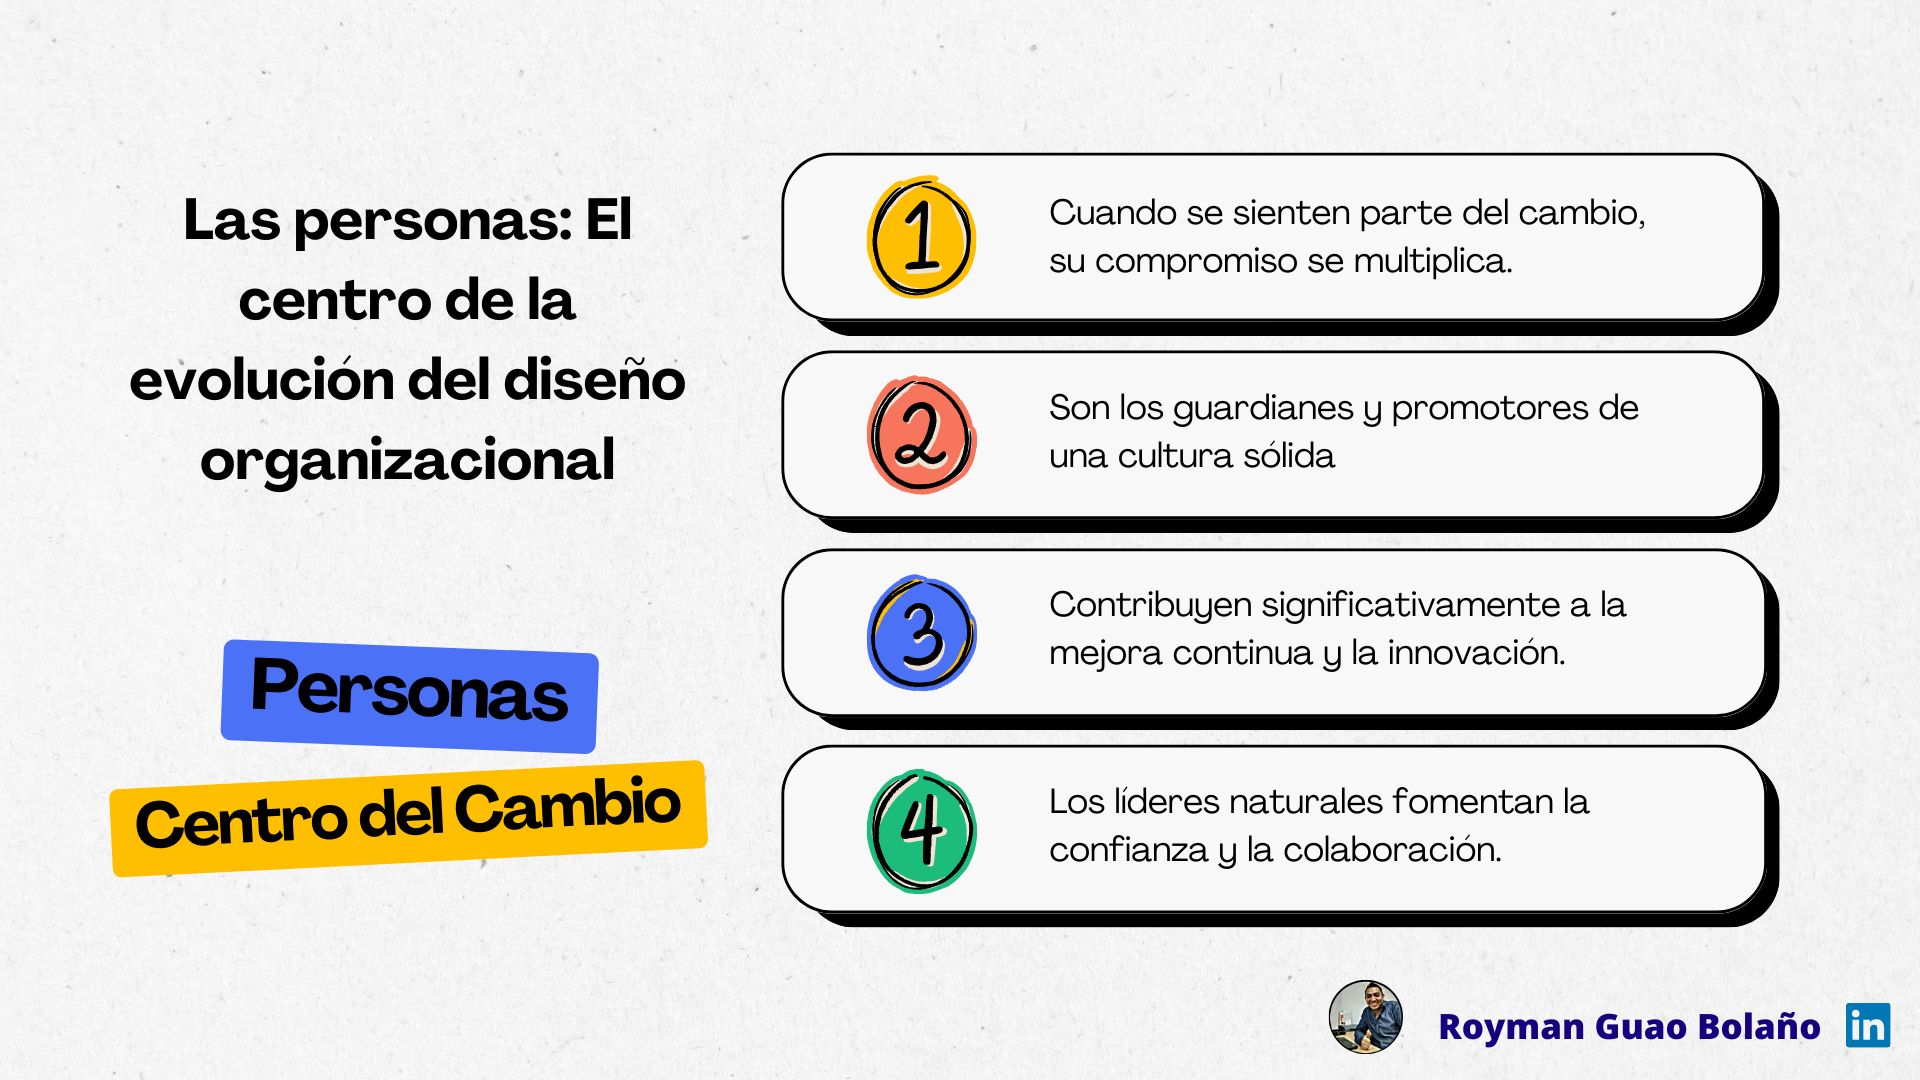 Las personas: El
centro de la
evolución del diseño
organizacional
Personas
Centro del Cambio
1
Cuando se sienten parte del cambio,
su compromiso se multiplica.
2
Son los guardianes y promotores de
una cultura sólida
3
Contribuyen significativamente a la
mejora continua y la innovación.
4
Los líderes naturales fomentan la
confianza y la colaboración.
Royman Guao Bolaño
in